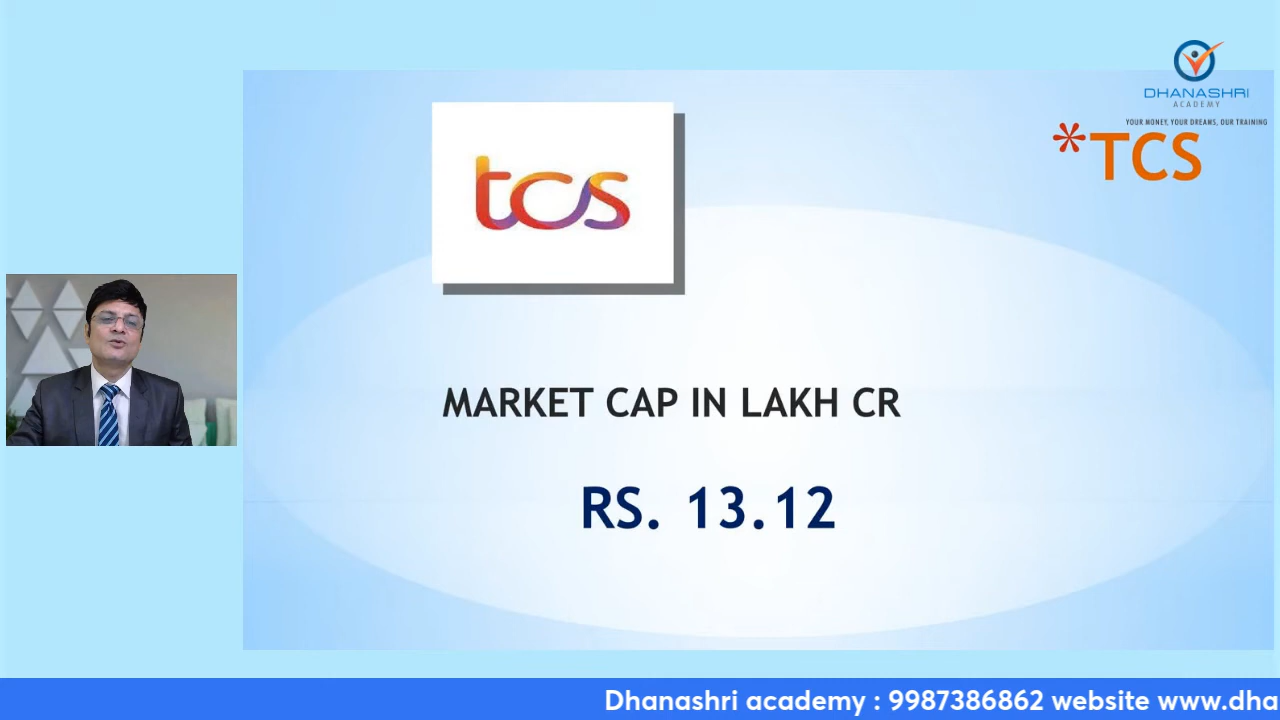 DHANASHRI
ACADEMY
YOUR MONEY, YOUR DREAMS, OUR TRAINING
*TCS
tcs
MARKET CAP IN LAKH CR
RS. 13.12
Dhanashri academy : 9987386862 website www.dha